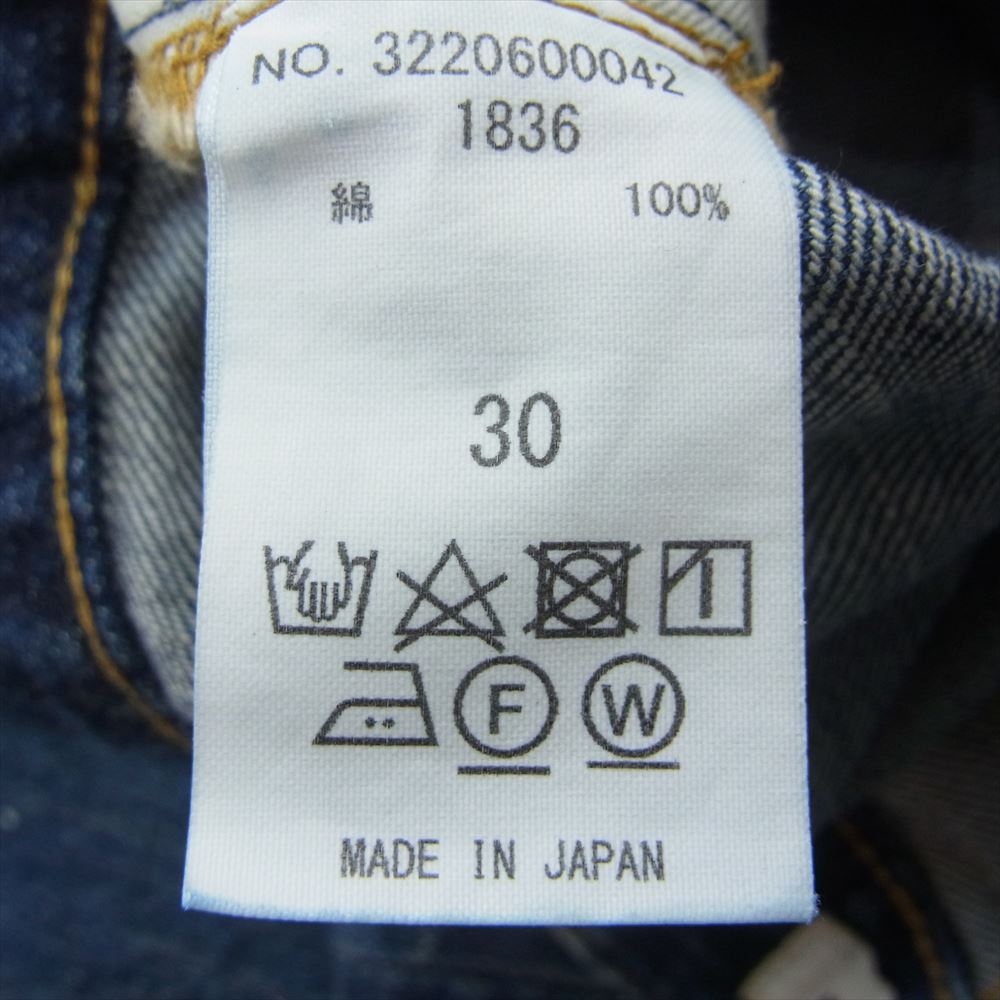 NO. 3220600042
1836
綿 100%
30
F W
MADE IN JAPAN